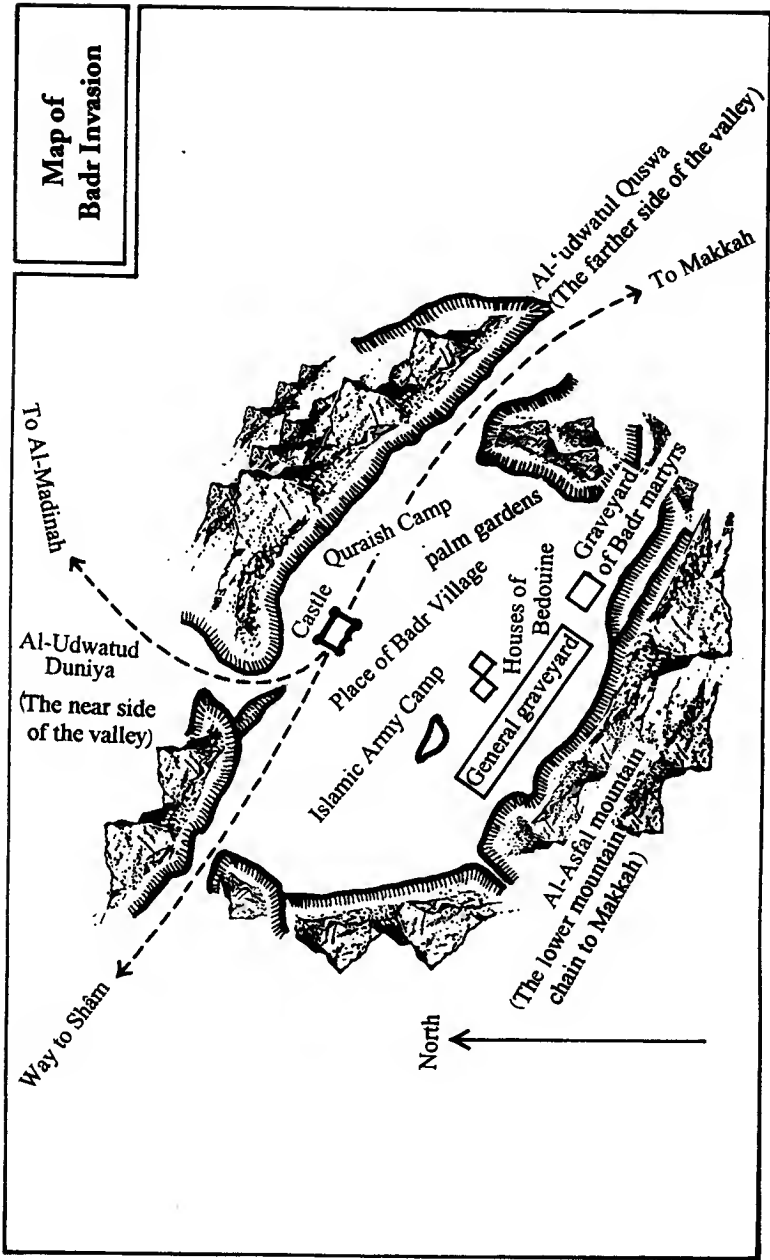 Map of
Badr Invasion
To Al-Madinah
Al-Udwatud
Duniya
(The near side
of the valley)
Way to Shâm
Castle
Quraish Camp
Al-‘udwatul Quswa
(The farther side of the valley)
To Makkah
palm gardens
Place of Badr Village
Islamic Army Camp
Houses of
Bedouine
General graveyard
Graveyard
of Badr martyrs
Al-Asfal mountain
(The lower mountain
chain to Makkah)
North